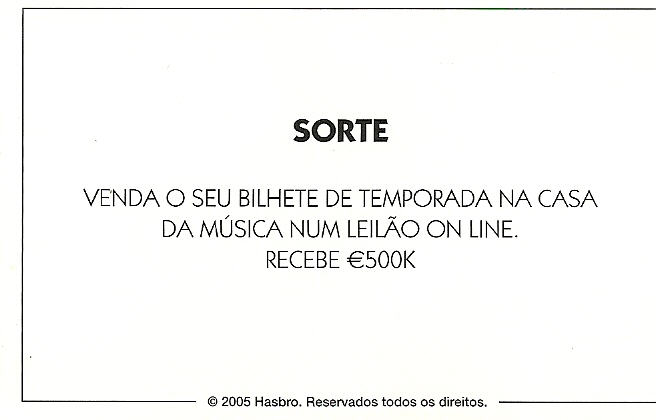 SORTE
VENDA O SEU BILHETE DE TEMPORADA NA CASA
DA MÚSICA NUM LEILÃO ON LINE.
RECEBE €500K
© 2005 Hasbro. Reservados todos os direitos.